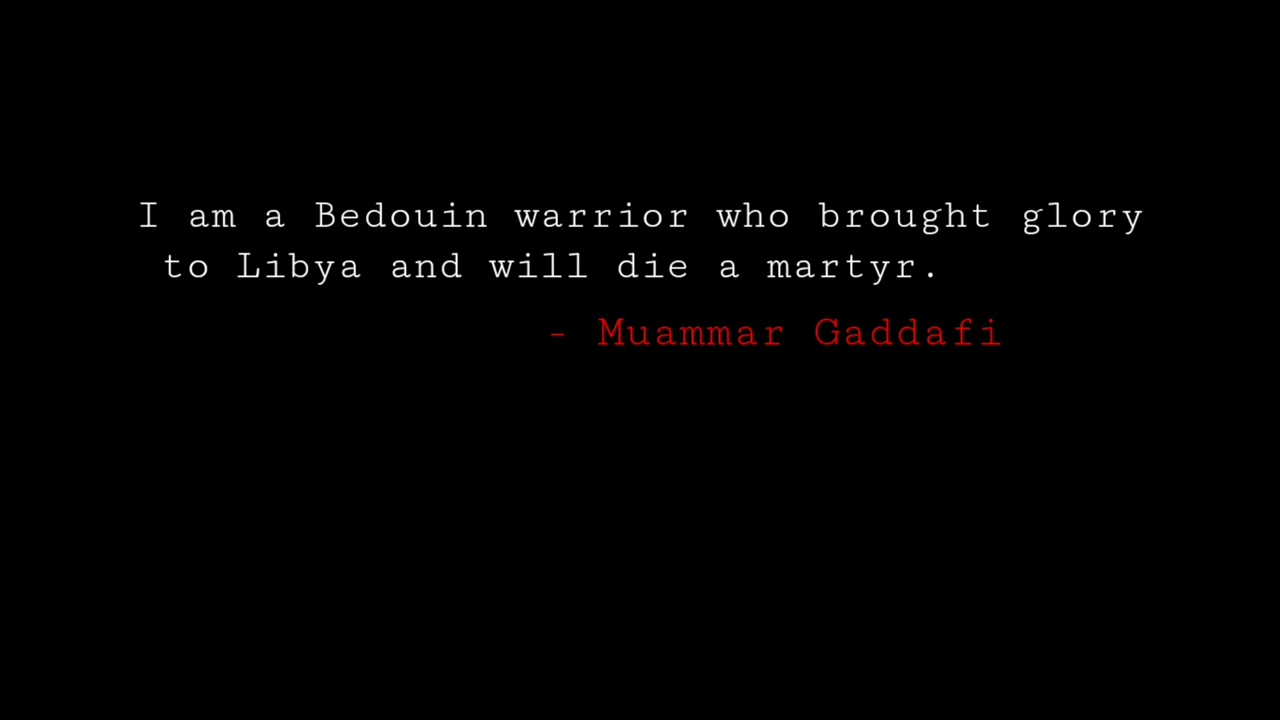 I am a Bedouin warrior who brought glory
to Libya and will die a martyr.
- Muammar Gaddafi